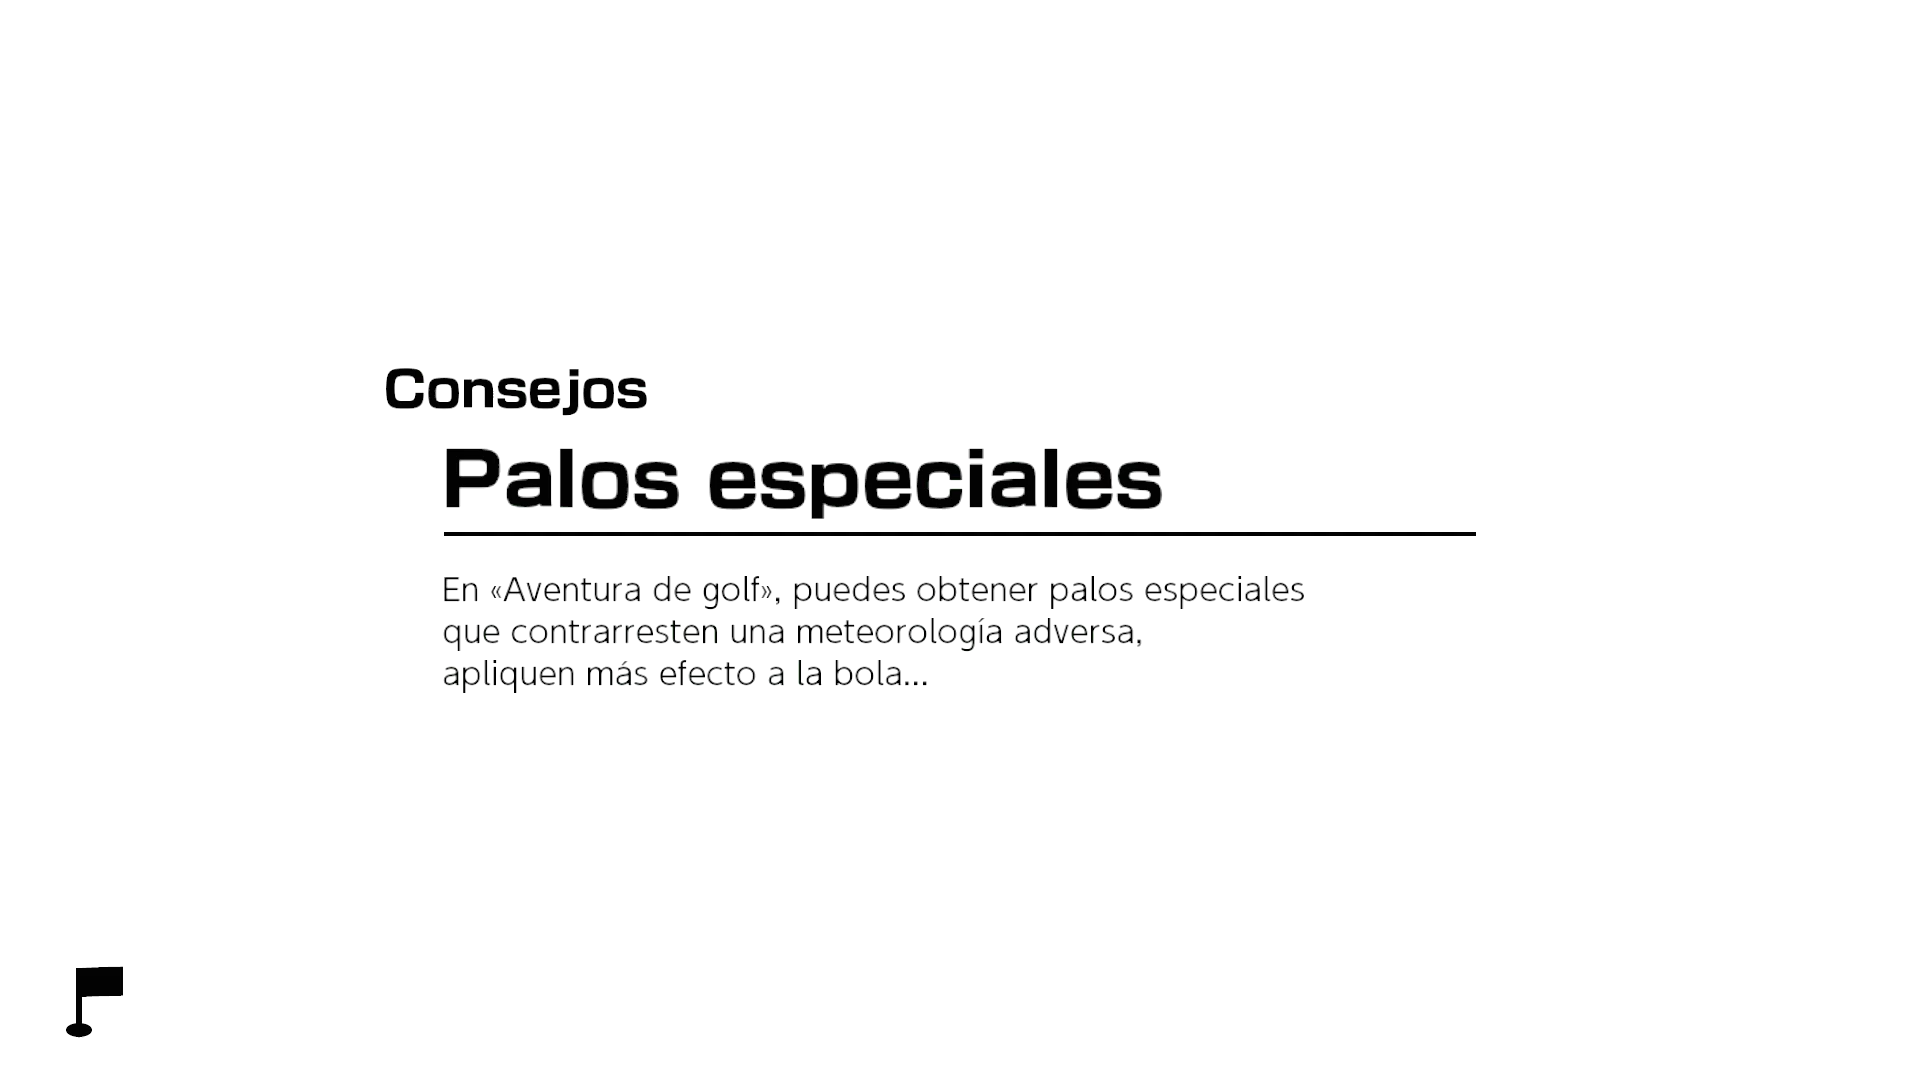 Consejos
Palos especiales
En «Aventura de golf», puedes obtener palos especiales
que contrarresten una meteorología adversa,
apliquen más efecto a la bola...